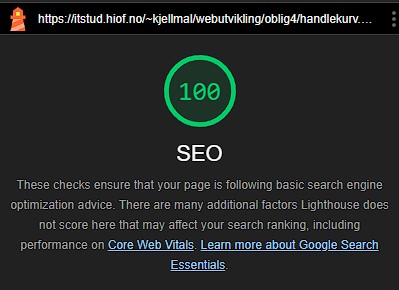 https://itstud.hiof.no/~kjellmal/webutvikling/oblig4/handlekurv....
100
SEO
These checks ensure that your page is following basic search engine
optimization advice. There are many additional factors Lighthouse does
not score here that may affect your search ranking, including
performance on Core Web Vitals. Learn more about Google Search
Essentials.